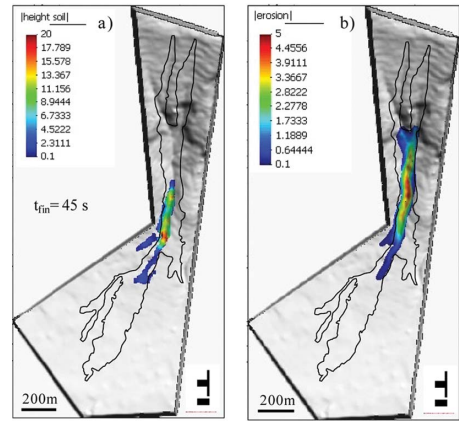 |height soil|
a)
20
17.789
15.578
13.367
11.156
8.9444
6.7333
4.5222
2.3111
0.1
t_fin= 45 s
200m
|erosion|
b)
5
4.4556
3.9111
3.6667
2.8222
2.2778
1.7333
1.1889
0.64444
0.1
200m